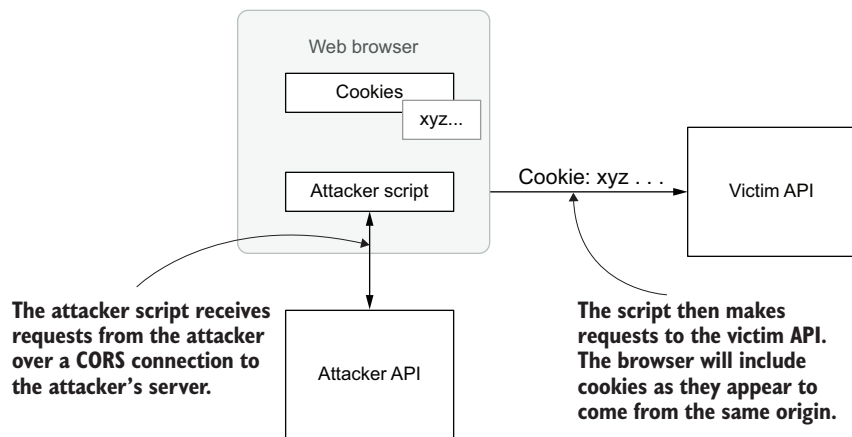 Web browser
Cookies
xyz...
Attacker script
Cookie: xyz . . .
Victim API
The attacker script receives
requests from the attacker
over a CORS connection to
the attacker’s server.
Attacker API
The script then makes
requests to the victim API.
The browser will include
cookies as they appear to
come from the same origin.